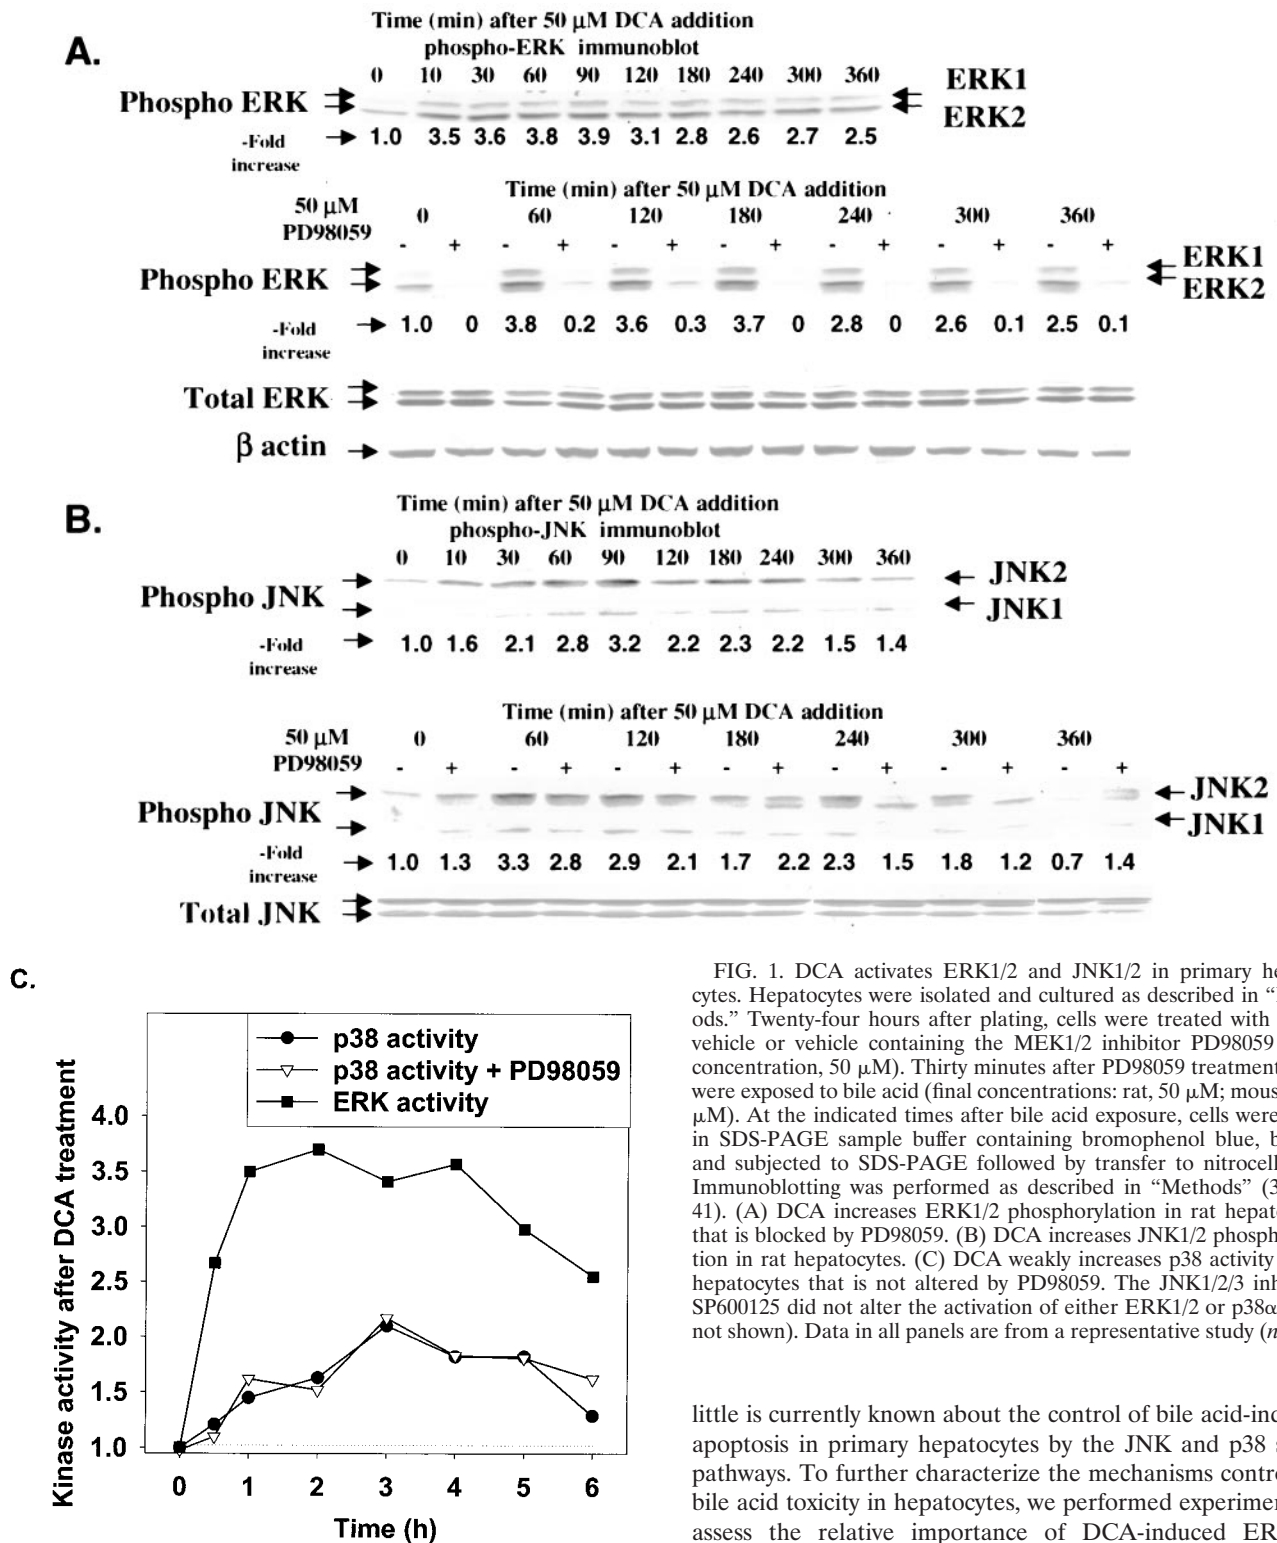 A.
Time (min) after 50 μM DCA addition
phospho-ERK immunoblot
0 10 30 60 90 120 180 240 300 360
Phospho ERK
ERK1
ERK2
-Fold
increase
1.0 3.5 3.6 3.8 3.9 3.1 2.8 2.6 2.7 2.5
Time (min) after 50 μM DCA addition
50 μM
PD98059
0 60 120 180 240 300 360
- + - + - + - + - + - + - +
Phospho ERK
ERK1
ERK2
-Fold
increase
1.0 0 3.8 0.2 3.6 0.3 3.7 0 2.8 0 2.6 0.1 2.5 0.1
Total ERK
β actin
B.
Time (min) after 50 μM DCA addition
phospho-JNK immunoblot
0 10 30 60 90 120 180 240 300 360
Phospho JNK
JNK2
JNK1
-Fold
increase
1.0 1.6 2.1 2.8 3.2 2.2 2.3 2.2 1.5 1.4
Time (min) after 50 μM DCA addition
50 μM
PD98059
0 60 120 180 240 300 360
- + - + - + - + - + - + - +
Phospho JNK
JNK2
JNK1
-Fold
increase
1.0 1.3 3.3 2.8 2.9 2.1 1.7 2.2 2.3 1.5 1.8 1.2 0.7 1.4
Total JNK
C.
p38 activity
p38 activity + PD98059
ERK activity
Kinase activity after DCA treatment
4.0
3.5
3.0
2.5
2.0
1.5
1.0
0 1 2 3 4 5 6
Time (h)
FIG. 1. DCA activates ERK1/2 and JNK1/2 in primary he
cytes. Hepatocytes were isolated and cultured as described in “
ods.” Twenty-four hours after plating, cells were treated with
vehicle or vehicle containing the MEK1/2 inhibitor PD98059
concentration, 50 μM). Thirty minutes after PD98059 treatment
were exposed to bile acid (final concentrations: rat, 50 μM; mous
μM). At the indicated times after bile acid exposure, cells were
in SDS-PAGE sample buffer containing bromophenol blue, b
and subjected to SDS-PAGE followed by transfer to nitrocell
Immunoblotting was performed as described in “Methods” (3
41). (A) DCA increases ERK1/2 phosphorylation in rat hepato
that is blocked by PD98059. (B) DCA increases JNK1/2 phosph
tion in rat hepatocytes. (C) DCA weakly increases p38 activity
hepatocytes that is not altered by PD98059. The JNK1/2/3 inh
SP600125 did not alter the activation of either ERK1/2 or p38α
not shown). Data in all panels are from a representative study (n
little is currently known about the control of bile acid-ind
apoptosis in primary hepatocytes by the JNK and p38 s
pathways. To further characterize the mechanisms control
bile acid toxicity in hepatocytes, we performed experimen
assess the relative importance of DCA-induced ER